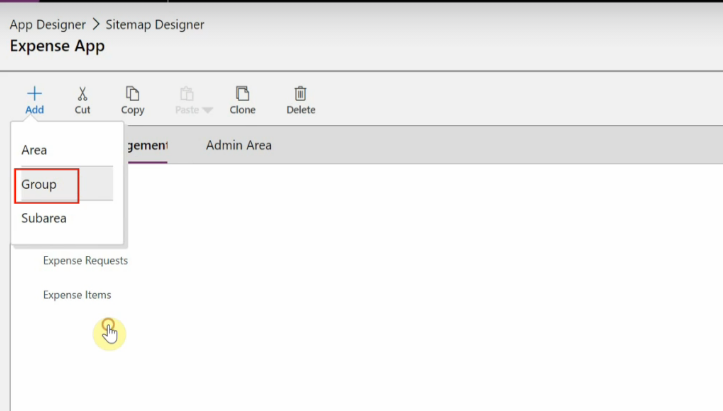 App Designer > Sitemap Designer
Expense App
Add Cut Copy Paste Clone Delete
Area
Group
Subarea
Admin Area
Expense Requests
Expense Items